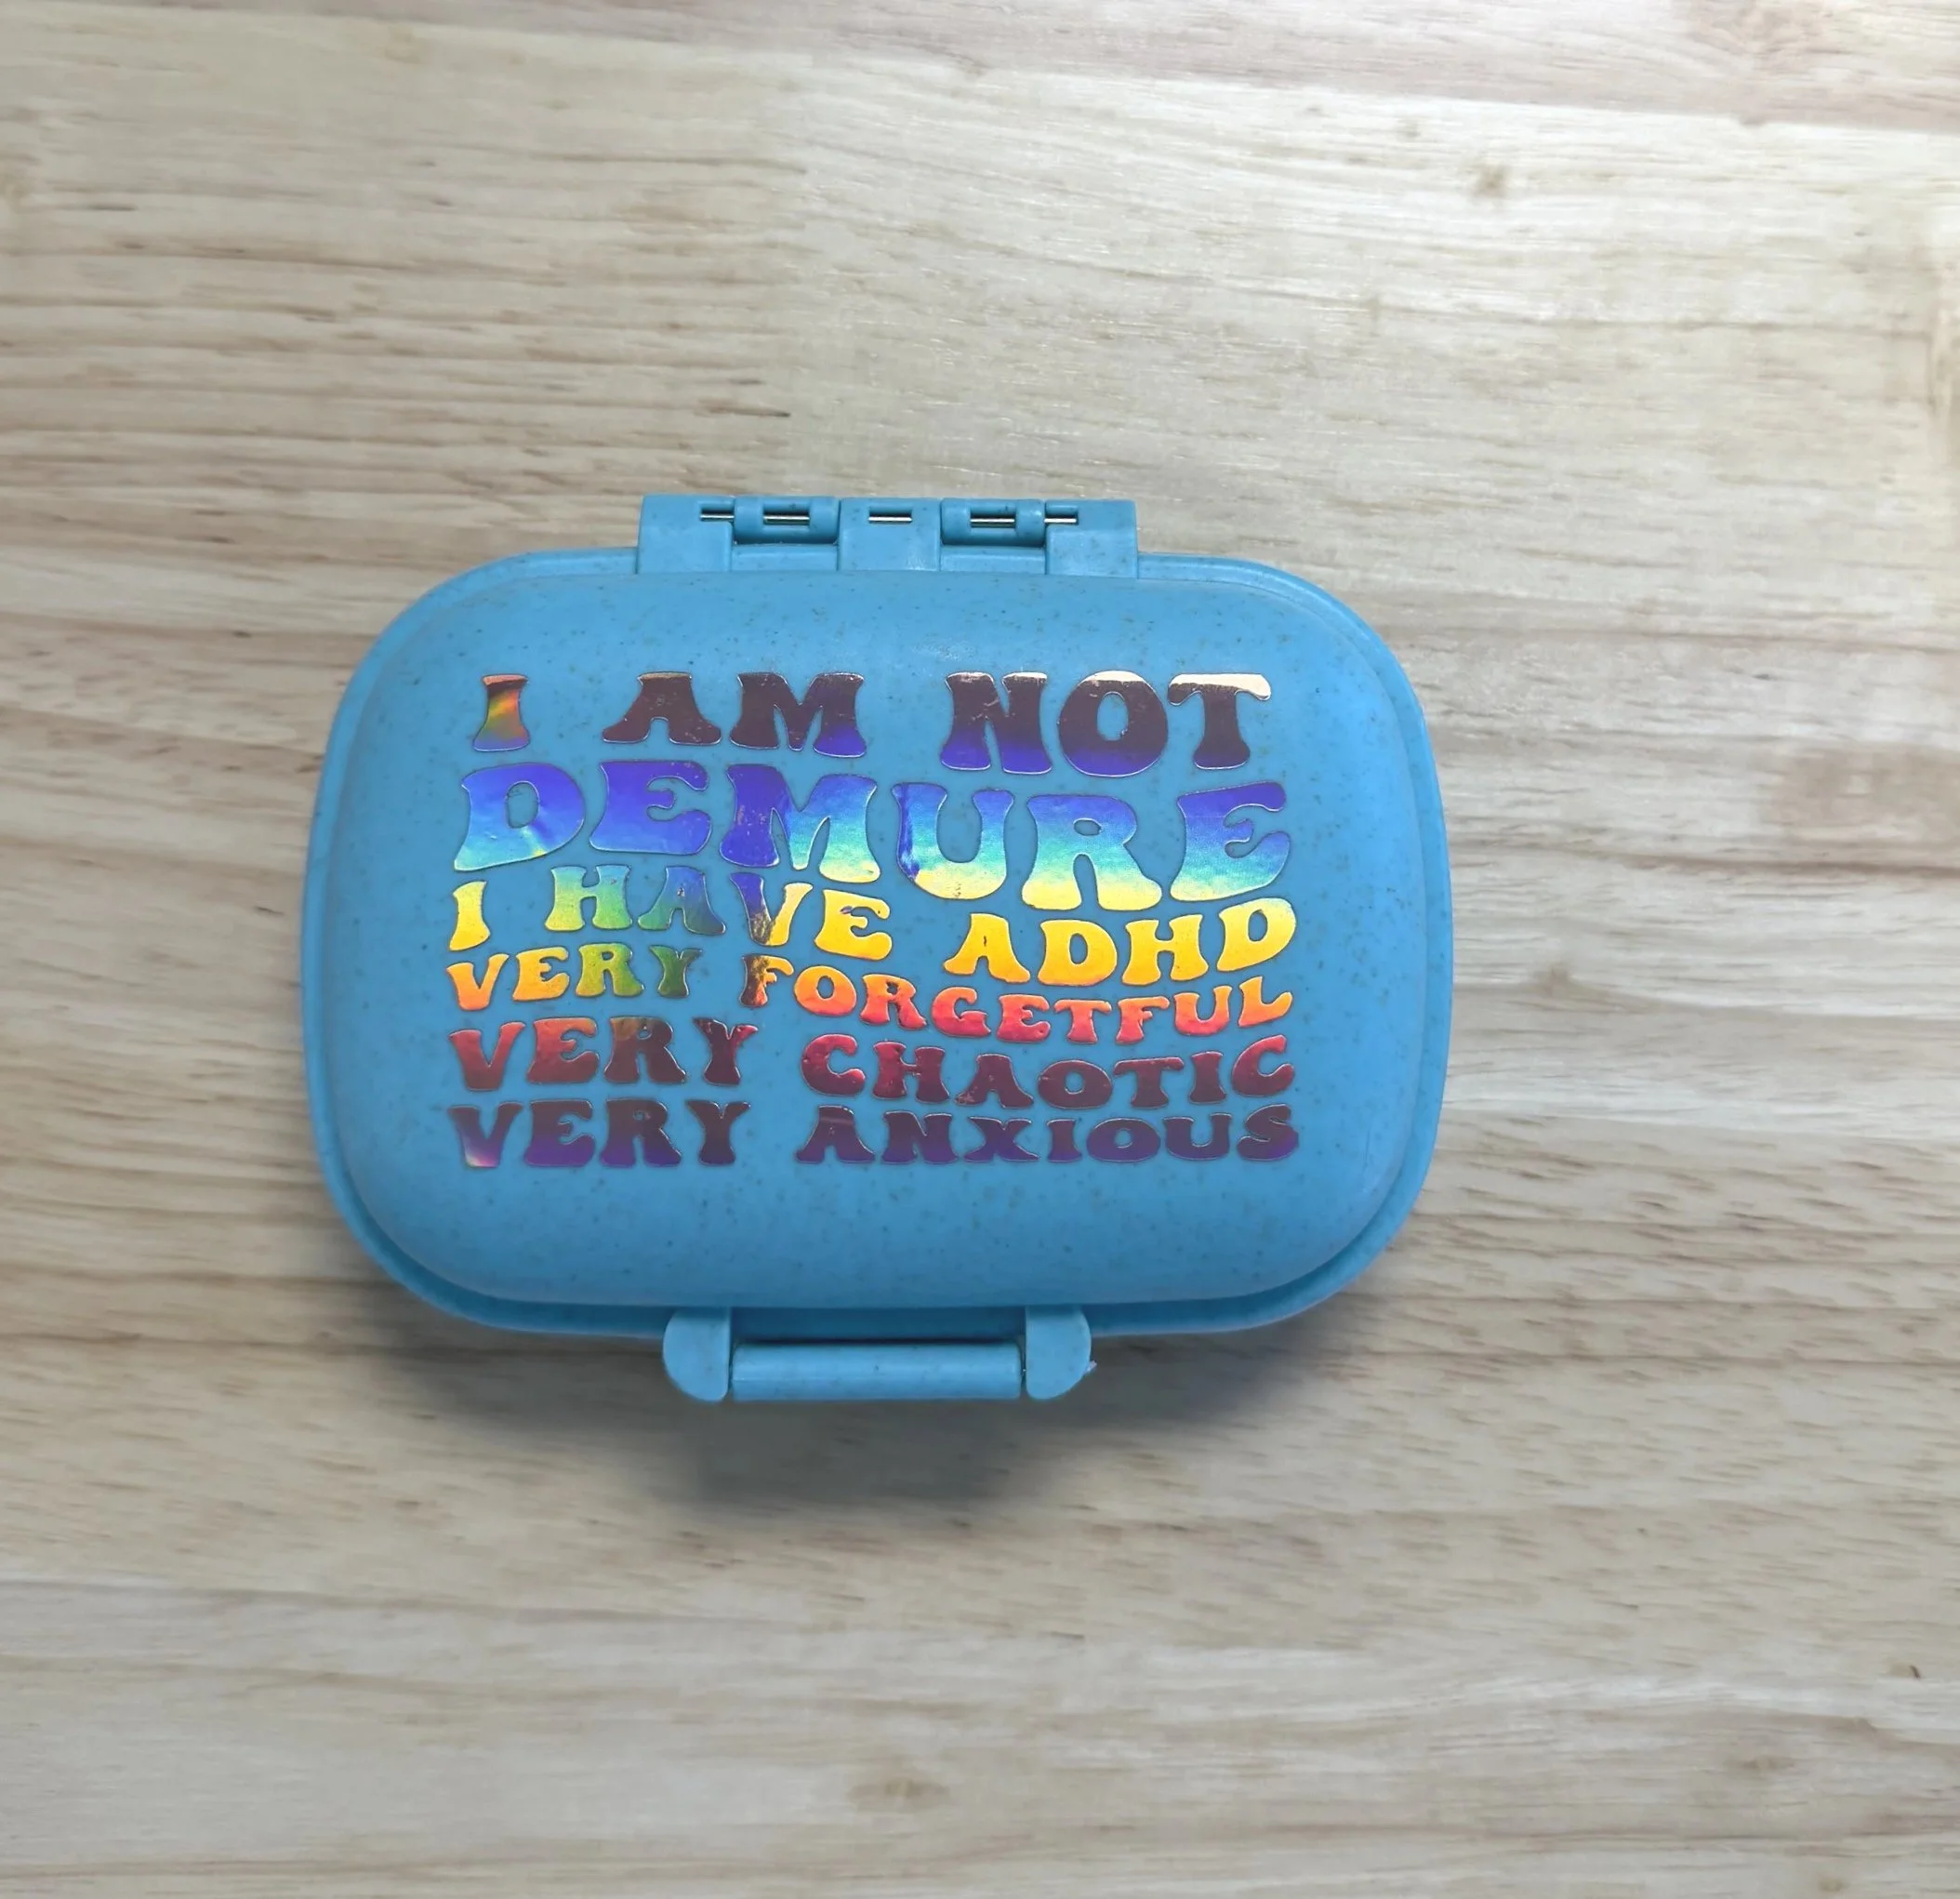 I AM NOT
DEMURE
I HAVE ADHD
VERY FORGETFUL
VERY CHAOTIC
VERY ANXIOUS